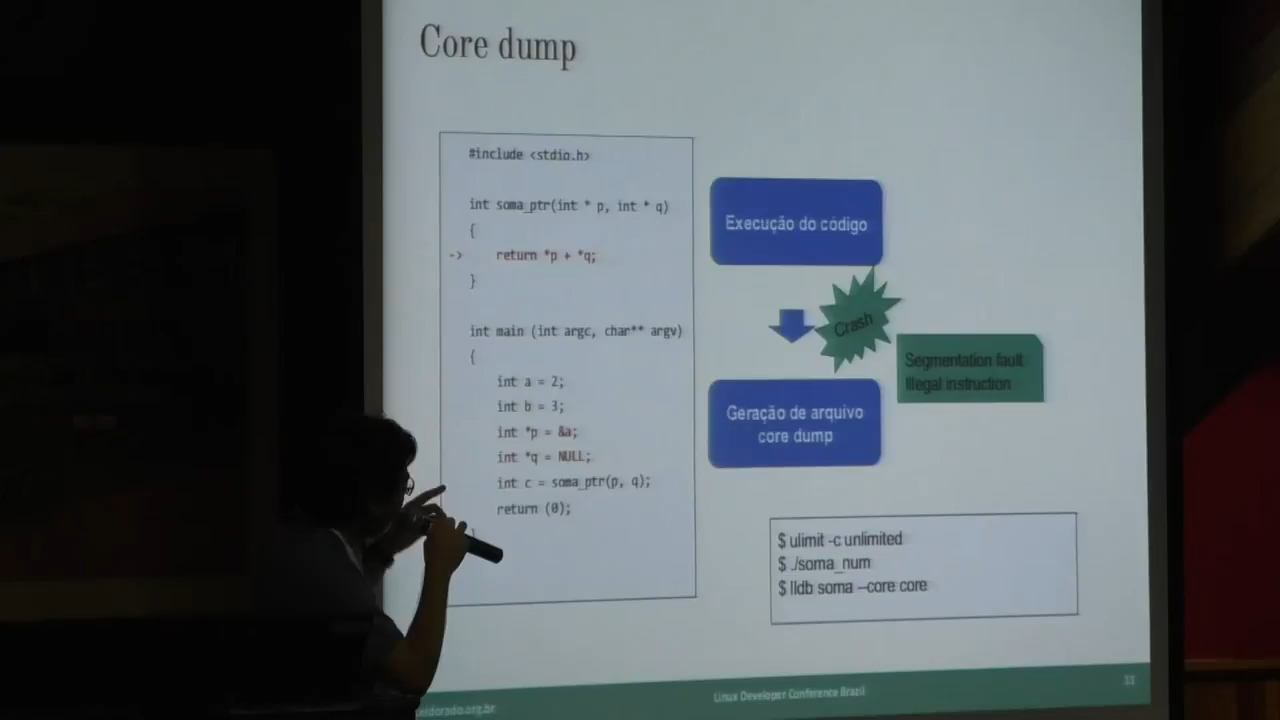 Core dump
#include <stdio.h>
int soma_ptr(int * p, int * q)
{
-> return *p + *q;
}
int main (int argc, char** argv)
{
int a = 2;
int b = 3;
int *p = &a;
int *q = NULL;
int c = soma_ptr(p, q);
return (0);
}
Execução do código
Crash
Segmentation fault
Illegal instruction
Geração de arquivo
core dump
$ ulimit -c unlimited
$ ./soma_num
$ lldb soma --core core
eldorado.org.br
Linux Developer Conference Brazil